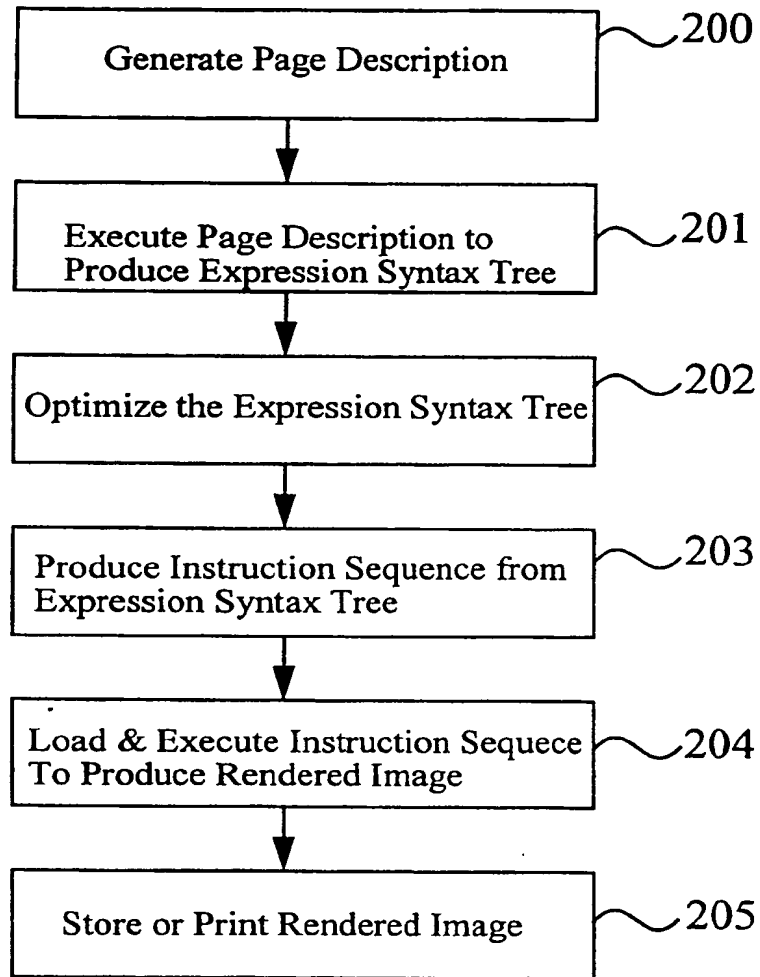 Generate Page Description
200
Execute Page Description to
Produce Expression Syntax Tree
201
Optimize the Expression Syntax Tree
202
Produce Instruction Sequence from
Expression Syntax Tree
203
Load & Execute Instruction Sequece
To Produce Rendered Image
204
Store or Print Rendered Image
205